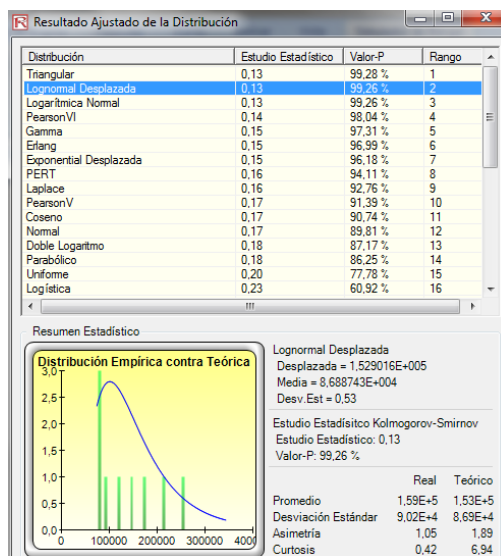 Resultado Ajustado de la Distribución
Distribución Estudio Estadístico Valor-P Rango
Triangular 0,13 99,28 % 1
Lognormal Desplazada 0,13 99,26 % 2
Logarítmica Normal 0,13 99,26 % 3
PearsonVI 0,14 98,04 % 4
Gamma 0,15 97,31 % 5
Erlang 0,15 96,99 % 6
Exponential Desplazada 0,15 96,18 % 7
PERT 0,16 94,11 % 8
Laplace 0,16 92,76 % 9
PearsonV 0,17 91,39 % 10
Coseno 0,17 90,74 % 11
Normal 0,17 89,81 % 12
Doble Logaritmo 0,18 87,17 % 13
Parabólico 0,18 86,25 % 14
Uniforme 0,20 77,78 % 15
Logística 0,23 60,92 % 16
Resumen Estadístico
Distribución Empírica contra Teórica
3,0
2,5
2,0
1,5
1,0
0,5
0,0
0 100000 200000 300000 4000
Lognormal Desplazada
Desplazada = 1,529016E+005
Media = 8,688743E+004
Desv.Est = 0,53
Estudio Estadísitco Kolmogorov-Smirnov
Estudio Estadístico: 0,13
Valor-P: 99,26 %
Real Teórico
Promedio 1,59E+5 1,53E+5
Desviación Estándar 9,02E+4 8,69E+4
Asimetría 1,05 1,89
Curtosis 0,42 6,94